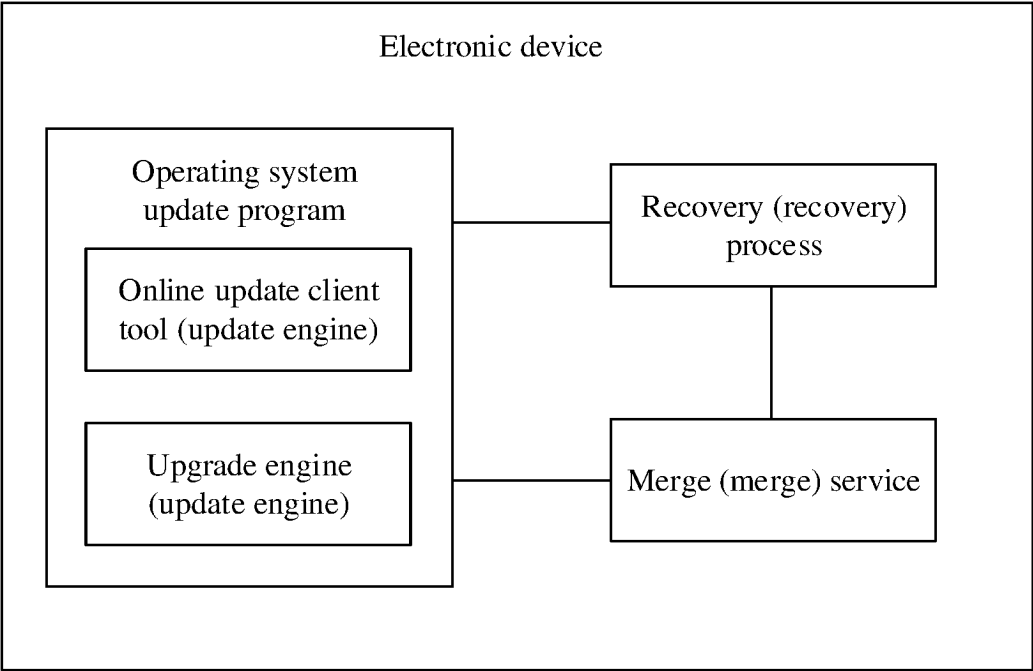 Electronic device
Operating system
update program
Online update client
tool (update engine)
Upgrade engine
(update engine)
Recovery (recovery)
process
Merge (merge) service